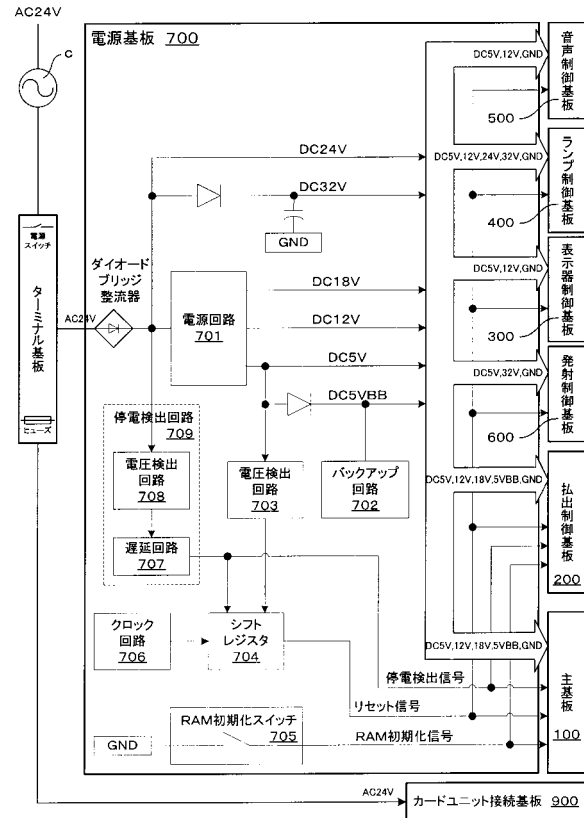 AC24V
C
電源基板 700
DC5V,12V,GND
音声制御基板
500
DC24V
DC5V,12V,24V,32V,GND
ランプ制御基板
DC32V
GND
400
電源
スイッチ
ダイオード
ブリッジ
整流器
DC5V,12V,GND
表示器制御基板
ターミナル基板
AC24V
電源回路
701
DC18V
DC12V
300
DC5V
DC5V,32V,GND
発射制御基板
DC5VBB
600
ヒューズ
停電検出回路
709
電圧検出
回路
708
電圧検出
回路
703
バックアップ
回路 702
DC5V,12V,18V,5VBB,GND
払出制御基板
200
遅延回路
707
クロック
回路
706
シフト
レジスタ
704
DC5V,12V,18V,5VBB,GND
停電検出信号
主基板
100
リセット信号
RAM初期化スイッチ
705
GND
RAM初期化信号
AC24V
カードユニット接続基板 900